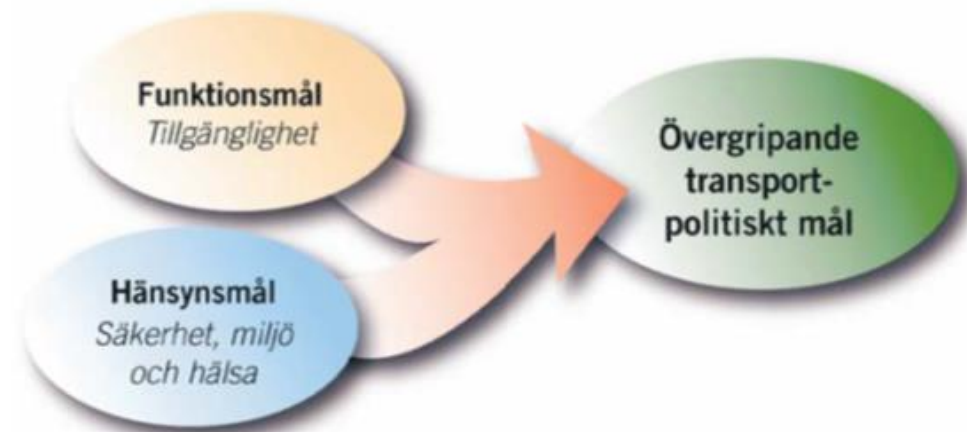 Funktionsmål
Tillgänglighet
Hänsynsmål
Säkerhet, miljö
och hälsa
Övergripande
transport-
politiskt mål